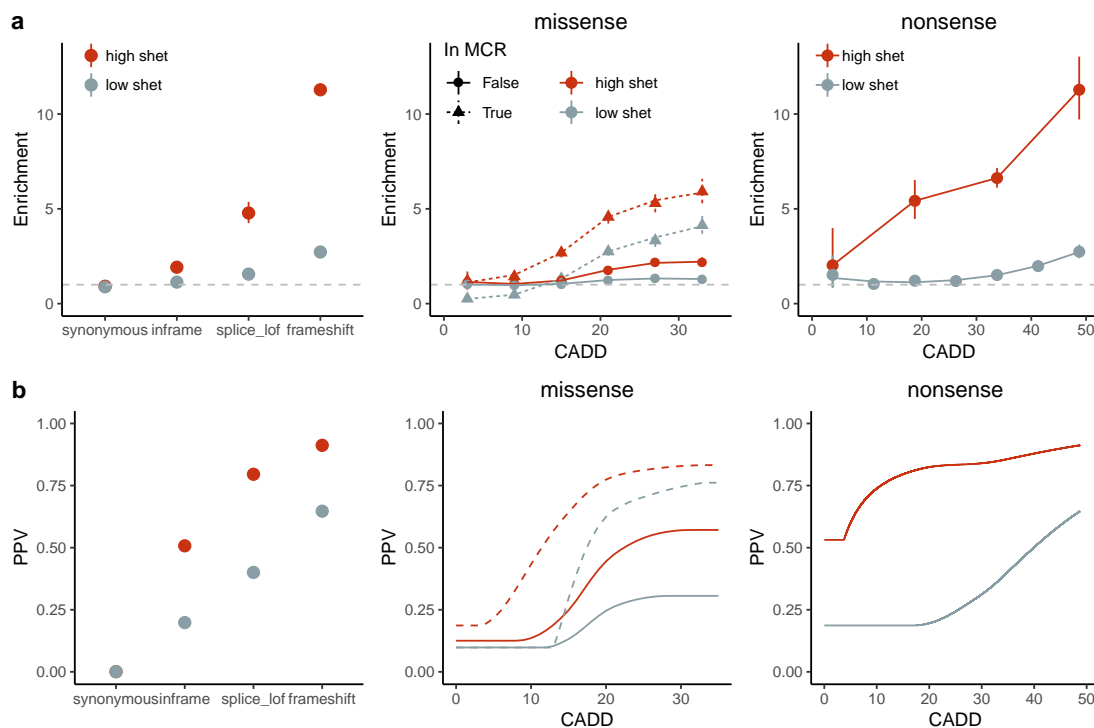 a
high shet
low shet
Enrichment
10
5
0
synonymous inframe splice_lof frameshift
missense
In MCR
False
True
high shet
low shet
Enrichment
10
5
0
0 10 20 30
CADD
nonsense
high shet
low shet
Enrichment
10
5
0
0 10 20 30 40 50
CADD
b
PPV
1.00
0.75
0.50
0.25
0.00
synonymous inframe splice_lof frameshift
missense
PPV
1.00
0.75
0.50
0.25
0.00
0 10 20 30
CADD
nonsense
PPV
1.00
0.75
0.50
0.25
0.00
0 10 20 30 40 50
CADD